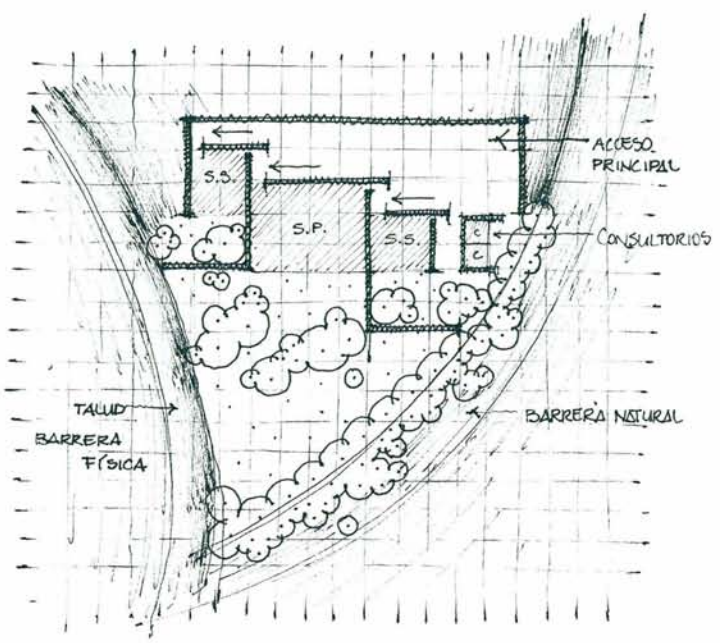 ACCESO
PRINCIPAL
S.S.
S.P.
S.S.
CONSULTORIOS
C
C
TALUD
BARRERA NATURAL
BARRERA
FÍSICA